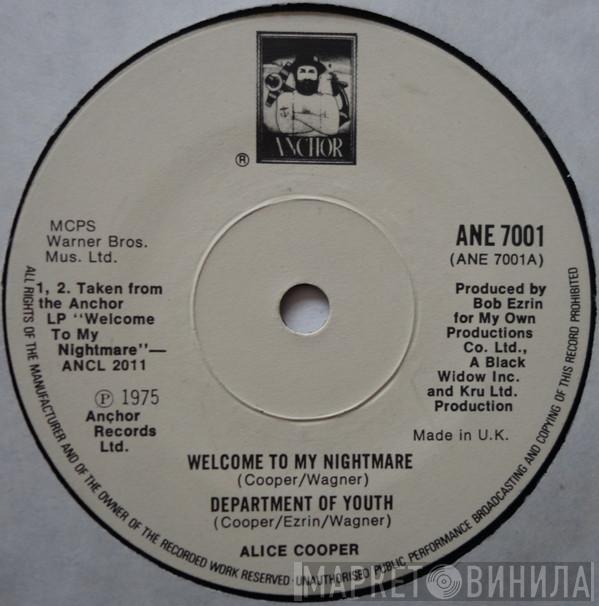 ANCHOR
®
MCPS
Warner Bros.
Mus. Ltd.
1, 2. Taken from
the Anchor
LP "Welcome
To My
Nightmare"—
ANCL 2011
Ⓟ 1975
Anchor
Records
Ltd.
ANE 7001
(ANE 7001A)
Produced by
Bob Ezrin
for My Own
Productions
Co. Ltd.,
A Black
Widow Inc.
and Kru Ltd.
Production
Made in U.K.
WELCOME TO MY NIGHTMARE
(Cooper/Wagner)
DEPARTMENT OF YOUTH
(Cooper/Ezrin/Wagner)
ALICE COOPER
ALL RIGHTS OF THE MANUFACTURER AND OF THE OWNER OF THE RECORDED WORK RESERVED · UNAUTHORISED PUBLIC PERFORMANCE BROADCASTING AND COPYING OF THIS RECORD PROHIBITED
МАРКЕТ ВИНИЛА